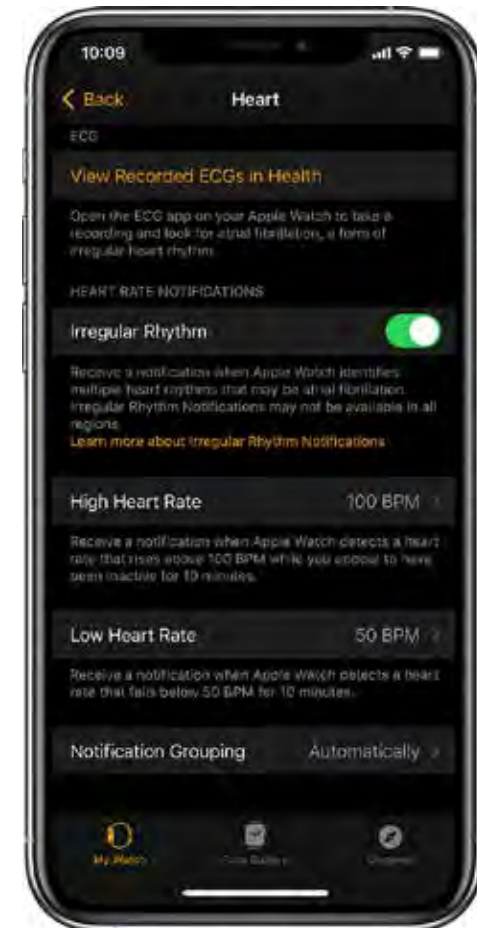 10:09
Back
Heart
ECG
View Recorded ECGs in Health
Open the ECG app on your Apple Watch to take a
recording and look for atrial fibrillation, a form of
irregular heart rhythm.
HEART RATE NOTIFICATIONS
Irregular Rhythm
Receive a notification when Apple Watch identifies
multiple heart rhythms that may be atrial fibrillation.
Irregular Rhythm Notifications may not be available in all
regions.
Learn more about Irregular Rhythm Notifications
High Heart Rate
100 BPM
Receive a notification when Apple Watch detects a heart
rate that rises above 100 BPM while you appear to have
been inactive for 10 minutes.
Low Heart Rate
50 BPM
Receive a notification when Apple Watch detects a heart
rate that falls below 50 BPM for 10 minutes.
Notification Grouping
Automatically
My Watch